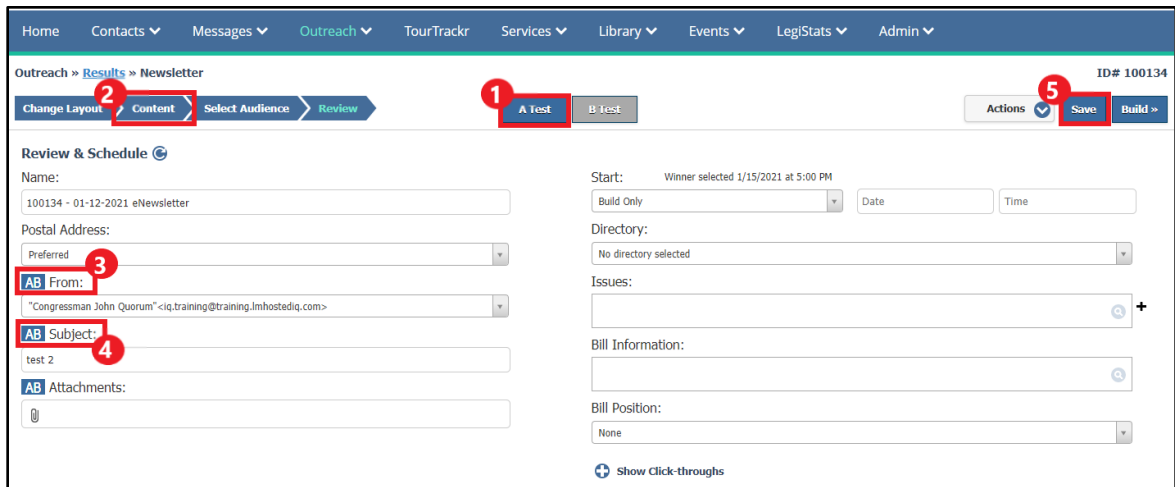 Home Contacts Messages Outreach TourTrackr Services Library Events LegiStats Admin
Outreach » Results » Newsletter ID# 100134
2 1 5
Change Layout Content Select Audience Review A Test B Test Actions Save Build »
Review & Schedule
Name:
100134 - 01-12-2021 eNewsletter
Postal Address:
Preferred
3
AB From:
"Congressman John Quorum"<iq.training@training.lmhostediq.com>
AB Subject:
4
test 2
AB Attachments:
Start: Winner selected 1/15/2021 at 5:00 PM
Build Only Date Time
Directory:
No directory selected
Issues:
+
Bill Information:
Bill Position:
None
Show Click-throughs